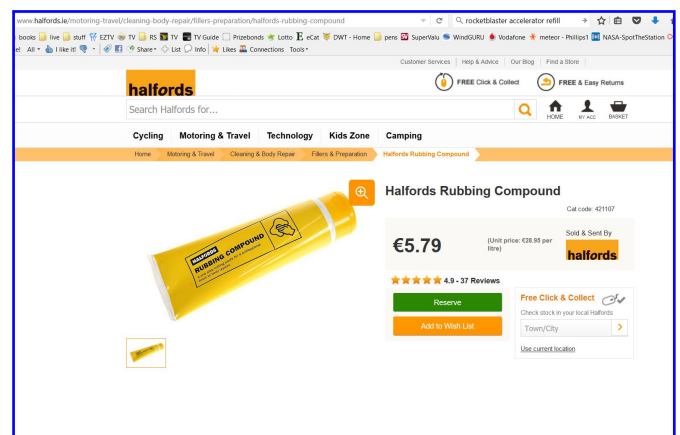 www.halfords.ie/motoring-travel/cleaning-body-repair/fillers-preparation/halfords-rubbing-compound
rocketblaster accelerator refill
books live stuff EZTV TV RS TV TV Guide Prizebonds Lotto eCat DWT - Home pens SuperValu WindGURU Vodafone meteor - Phillips1 NASA-SpotTheStation
e! All I like it! Share List Likes Connections Tools
Customer Services Help & Advice Our Blog Find a Store
halfords
FREE Click & Collect
FREE & Easy Returns
Search Halfords for...
HOME MY ACC BASKET
Cycling Motoring & Travel Technology Kids Zone Camping
Home Motoring & Travel Cleaning & Body Repair Fillers & Preparation Halfords Rubbing Compound
HALFORDS
RUBBING COMPOUND
Halfords Rubbing Compound
Cat code: 421107
€5.79
(Unit price: €28.95 per
litre)
Sold & Sent By
halfords
4.9 - 37 Reviews
Reserve
Add to Wish List
Free Click & Collect
Check stock in your local Halfords
Town/City
Use current location